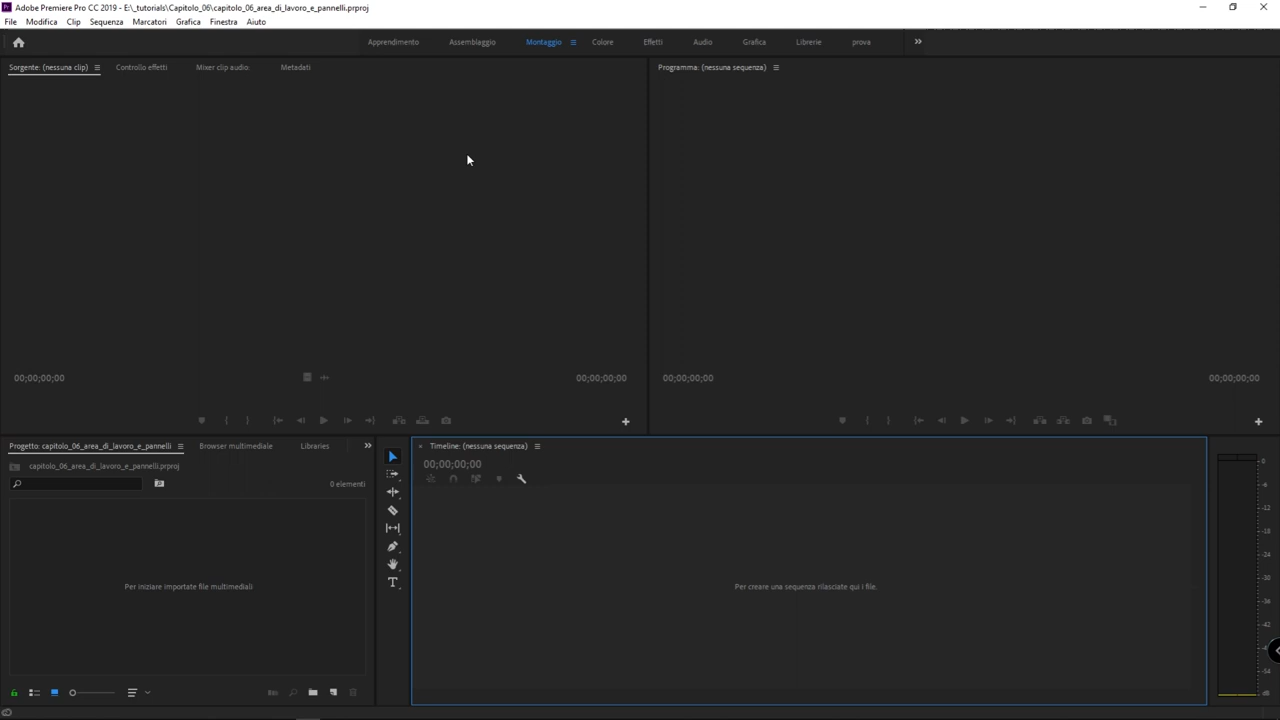 Adobe Premiere Pro CC 2019 - E:\_tutorials\Capitolo_06\capitolo_06_area_di_lavoro_e_pannelli.prproj
File Modifica Clip Sequenza Marcatori Grafica Finestra Aiuto
Apprendimento Assemblaggio Montaggio Colore Effetti Audio Grafica Librerie prova
Sorgente: (nessuna clip) Controllo effetti Mixer clip audio: Metadati
Programma: (nessuna sequenza)
00;00;00;00 00;00;00;00
00;00;00;00 00;00;00;00
Progetto: capitolo_06_area_di_lavoro_e_pannelli Browser multimediale Libraries
capitolo_06_area_di_lavoro_e_pannelli.prproj
0 elementi
Per iniziare importate file multimediali
Timeline: (nessuna sequenza)
00;00;00;00
Per creare una sequenza rilasciate qui i file.
0
-6
-12
-18
-24
-30
-36
-42
-54
dB